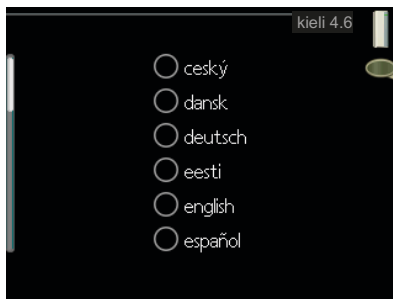 kieli 4.6
ceský
dansk
deutsch
eesti
english
español